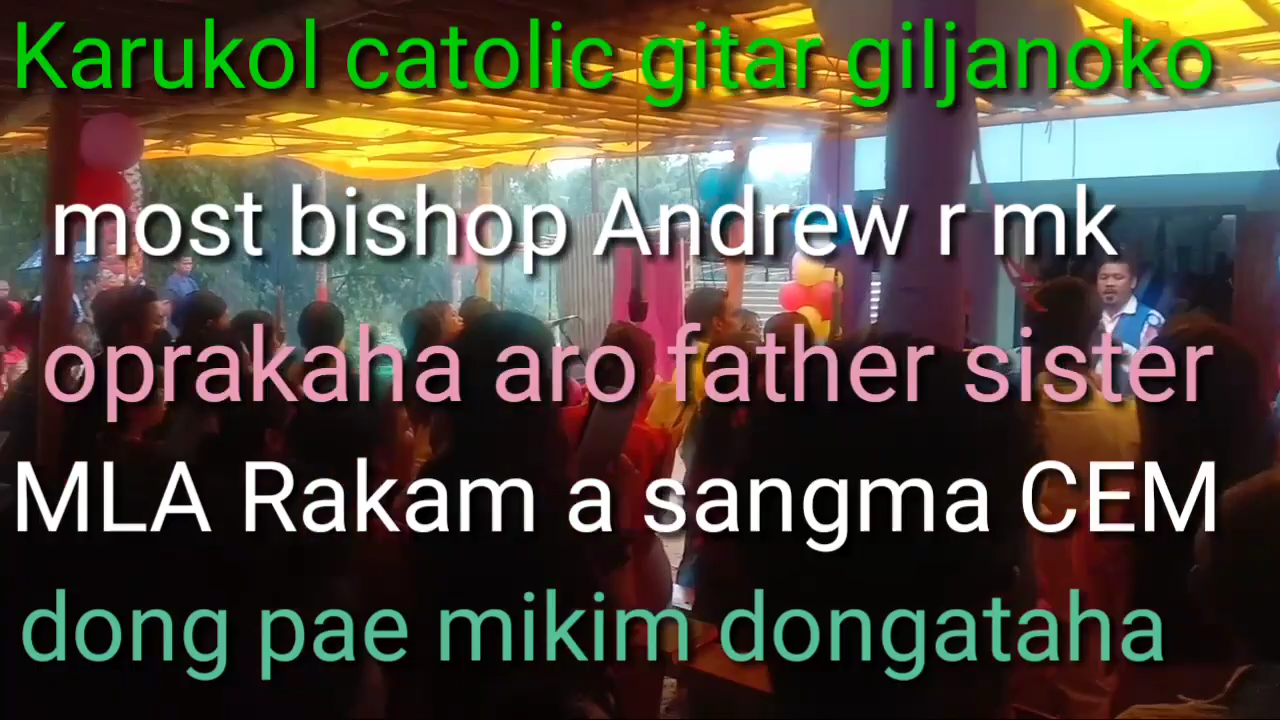 Karukol catolic gitar giljanoko
most bishop Andrew r mk
oprakaha aro father sister
MLA Rakam a sangma CEM
dong pae mikim dongataha